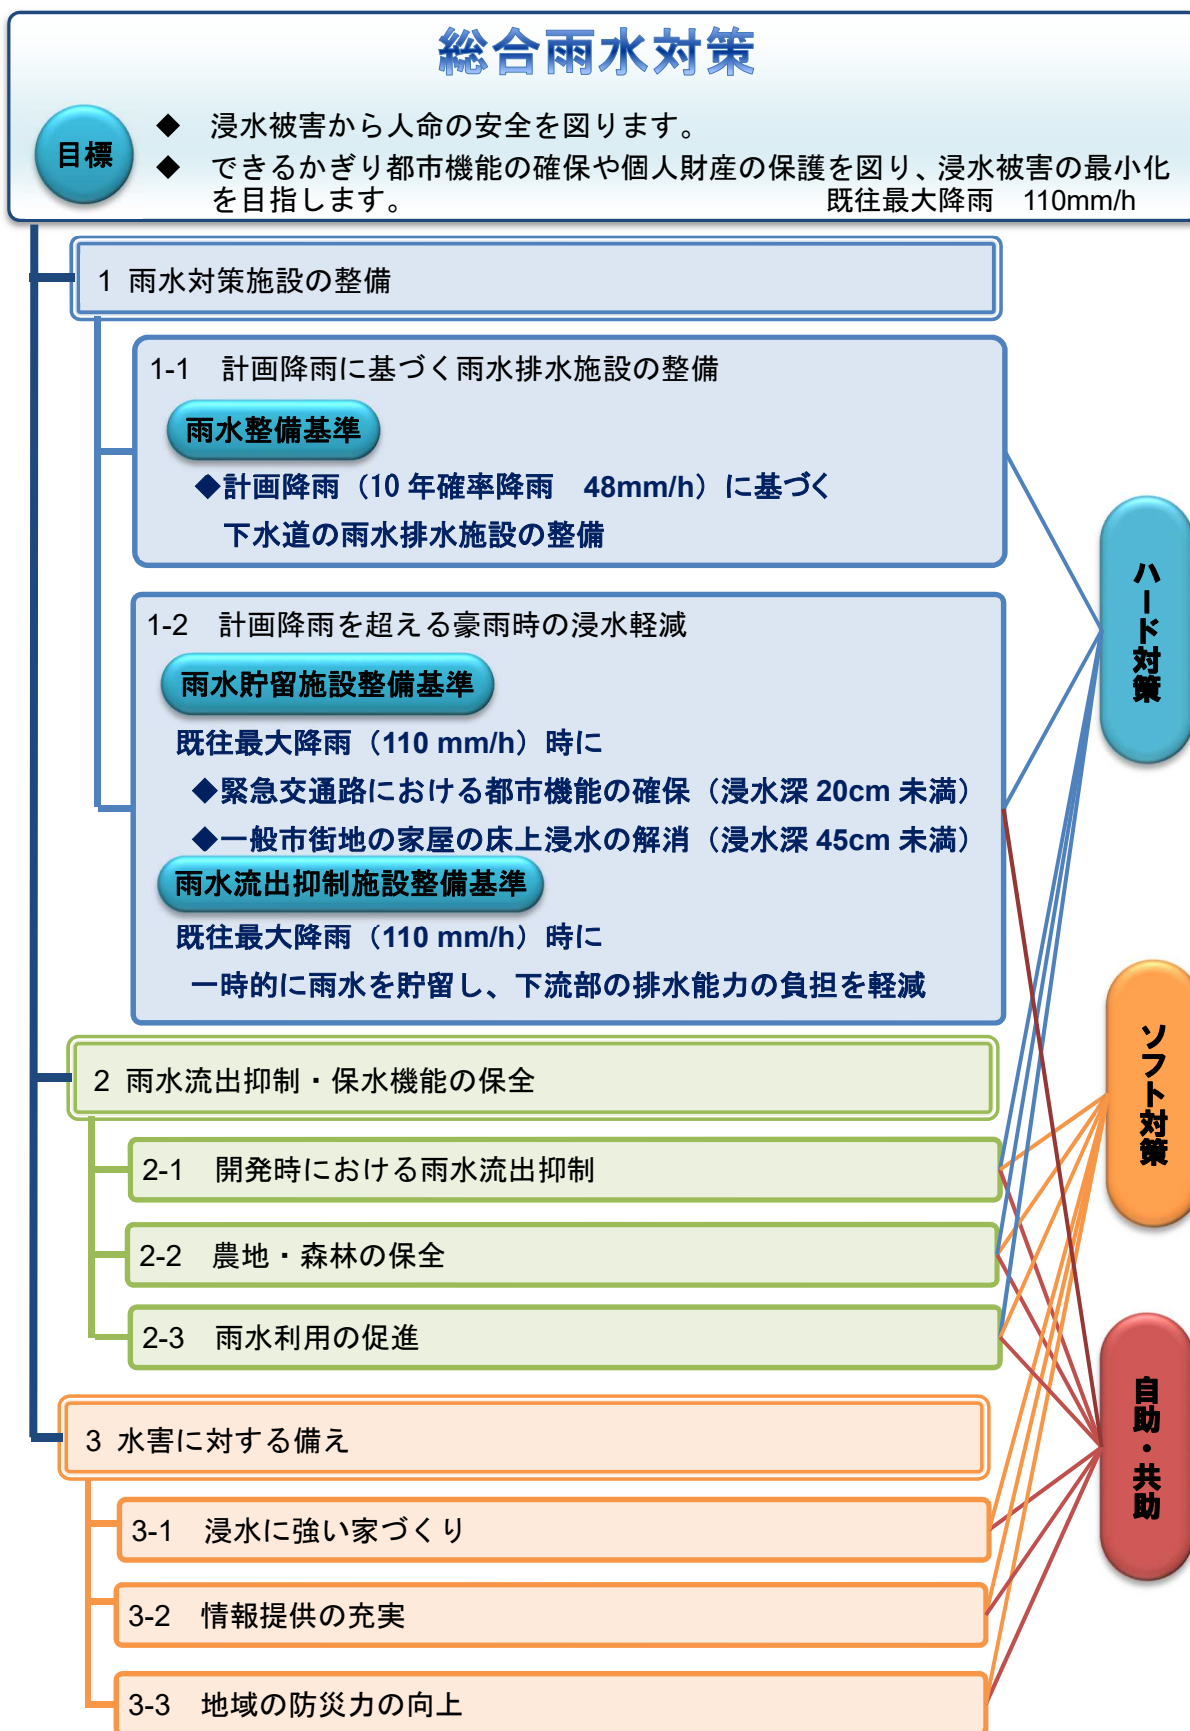 総合雨水対策
目標
◆ 浸水被害から人命の安全を図ります。
◆ できるかぎり都市機能の確保や個人財産の保護を図り、浸水被害の最小化
を目指します。 既往最大降雨 110mm/h
1 雨水対策施設の整備
1-1 計画降雨に基づく雨水排水施設の整備
雨水整備基準
◆計画降雨（10 年確率降雨 48mm/h）に基づく
下水道の雨水排水施設の整備
1-2 計画降雨を超える豪雨時の浸水軽減
雨水貯留施設整備基準
既往最大降雨（110 mm/h）時に
◆緊急交通路における都市機能の確保（浸水深 20cm 未満）
◆一般市街地の家屋の床上浸水の解消（浸水深 45cm 未満）
雨水流出抑制施設整備基準
既往最大降雨（110 mm/h）時に
一時的に雨水を貯留し、下流部の排水能力の負担を軽減
2 雨水流出抑制・保水機能の保全
2-1 開発時における雨水流出抑制
2-2 農地・森林の保全
2-3 雨水利用の促進
3 水害に対する備え
3-1 浸水に強い家づくり
3-2 情報提供の充実
3-3 地域の防災力の向上
ハード対策
ソフト対策
自助・共助